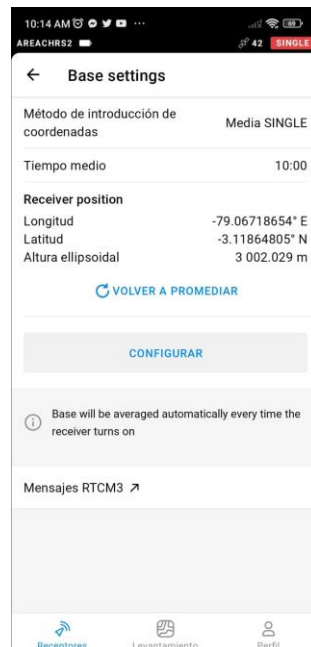 10:14 AM
AREACHRS2 42 SINGLE
Base settings
Método de introducción de
coordenadas
Media SINGLE
Tiempo medio 10:00
Receiver position
Longitud -79.06718654° E
Latitud -3.11864805° N
Altura ellipsoidal 3 002.029 m
VOLVER A PROMEDIAR
CONFIGURAR
Base will be averaged automatically every time the
receiver turns on
Mensajes RTCM3
Receptores Levantamiento Perfil